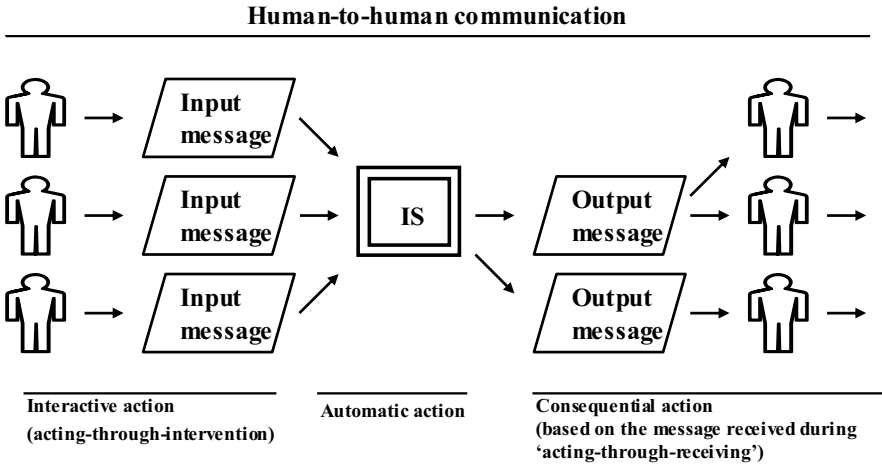 Human-to-human communication
Input
message
Input
message
IS
Output
message
Input
message
Output
message
Interactive action
(acting-through-intervention)
Automatic action
Consequential action
(based on the message received during
‘acting-through-receiving’)